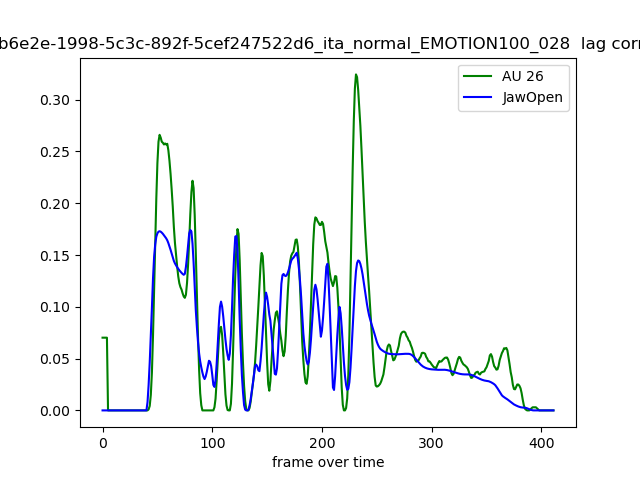 b6e2e-1998-5c3c-892f-5cef247522d6_ita_normal_EMOTION100_028 lag corr
AU 26
JawOpen
0.30
0.25
0.20
0.15
0.10
0.05
0.00
0 100 200 300 400
frame over time